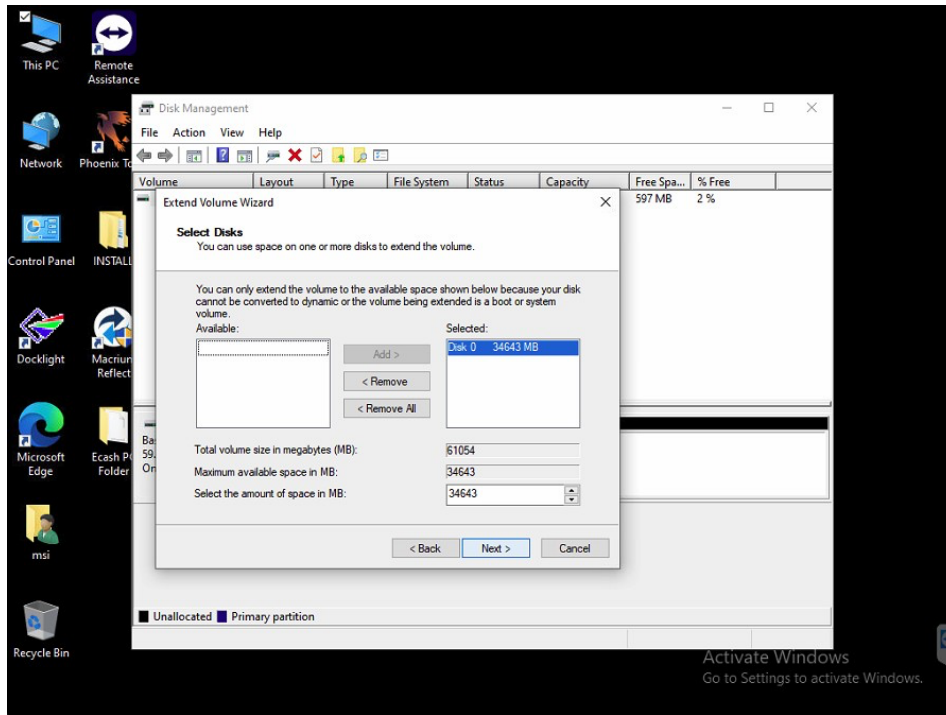 This PC
Remote
Assistance
Network
Phoenix To
Control Panel
INSTALL
Docklight
Macrium
Reflect
Microsoft
Edge
Ecash P
Folder
msi
Recycle Bin
Disk Management
File Action View Help
Volume Layout Type File System Status Capacity Free Spa... % Free
597 MB 2 %
Extend Volume Wizard
Select Disks
You can use space on one or more disks to extend the volume.
You can only extend the volume to the available space shown below because your disk
cannot be converted to dynamic or the volume being extended is a boot or system
volume.
Available:
Selected:
Disk 0 34643 MB
Add >
< Remove
< Remove All
Total volume size in megabytes (MB): 61054
Maximum available space in MB: 34643
Select the amount of space in MB: 34643
< Back Next > Cancel
Ba
59.
On
Unallocated Primary partition
Activate Windows
Go to Settings to activate Windows.